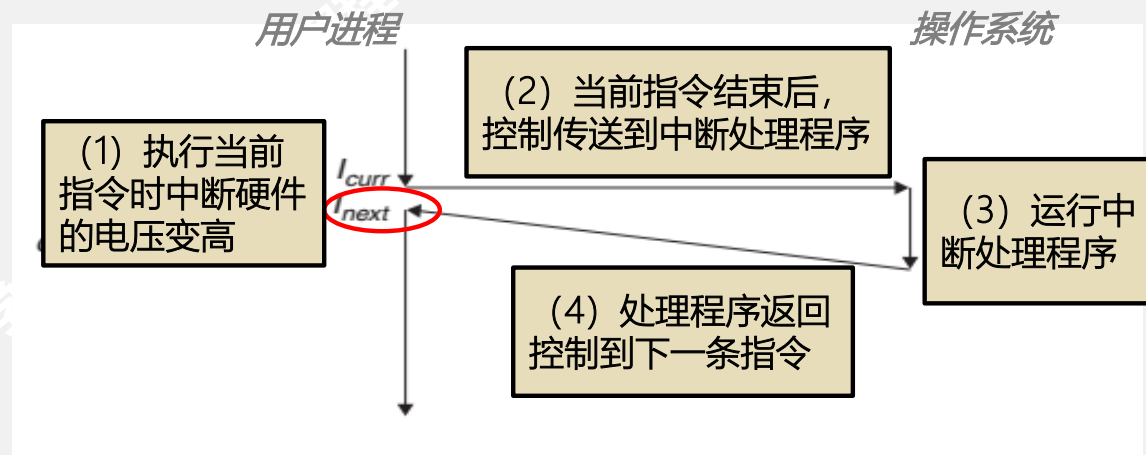 用户进程
操作系统
（1）执行当前
指令时中断硬件
的电压变高
（2）当前指令结束后，
控制传送到中断处理程序
Icurr
Inext
（3）运行中
断处理程序
（4）处理程序返回
控制到下一条指令